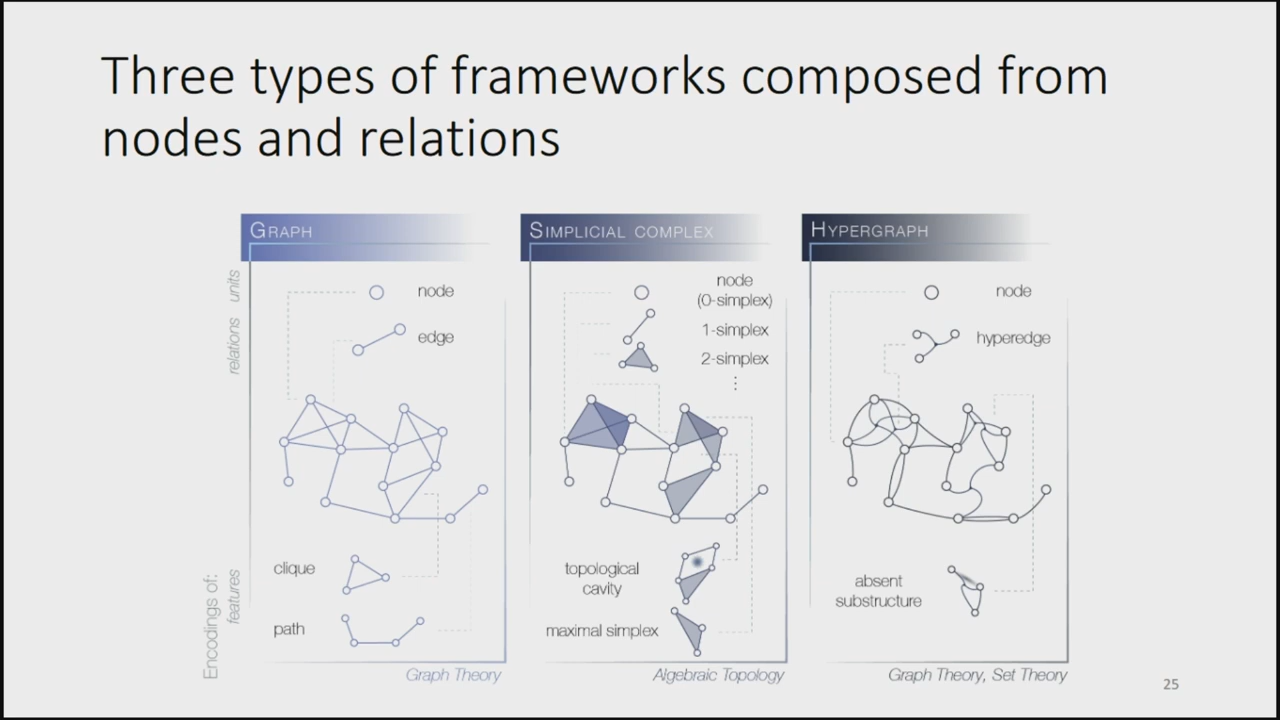 Three types of frameworks composed from
nodes and relations
GRAPH
units
relations
node
edge
clique
path
Encodings of:
features
Graph Theory
SIMPLICIAL COMPLEX
node
(0-simplex)
1-simplex
2-simplex
⋮
topological
cavity
maximal simplex
Algebraic Topology
HYPERGRAPH
node
hyperedge
absent
substructure
Graph Theory, Set Theory
25